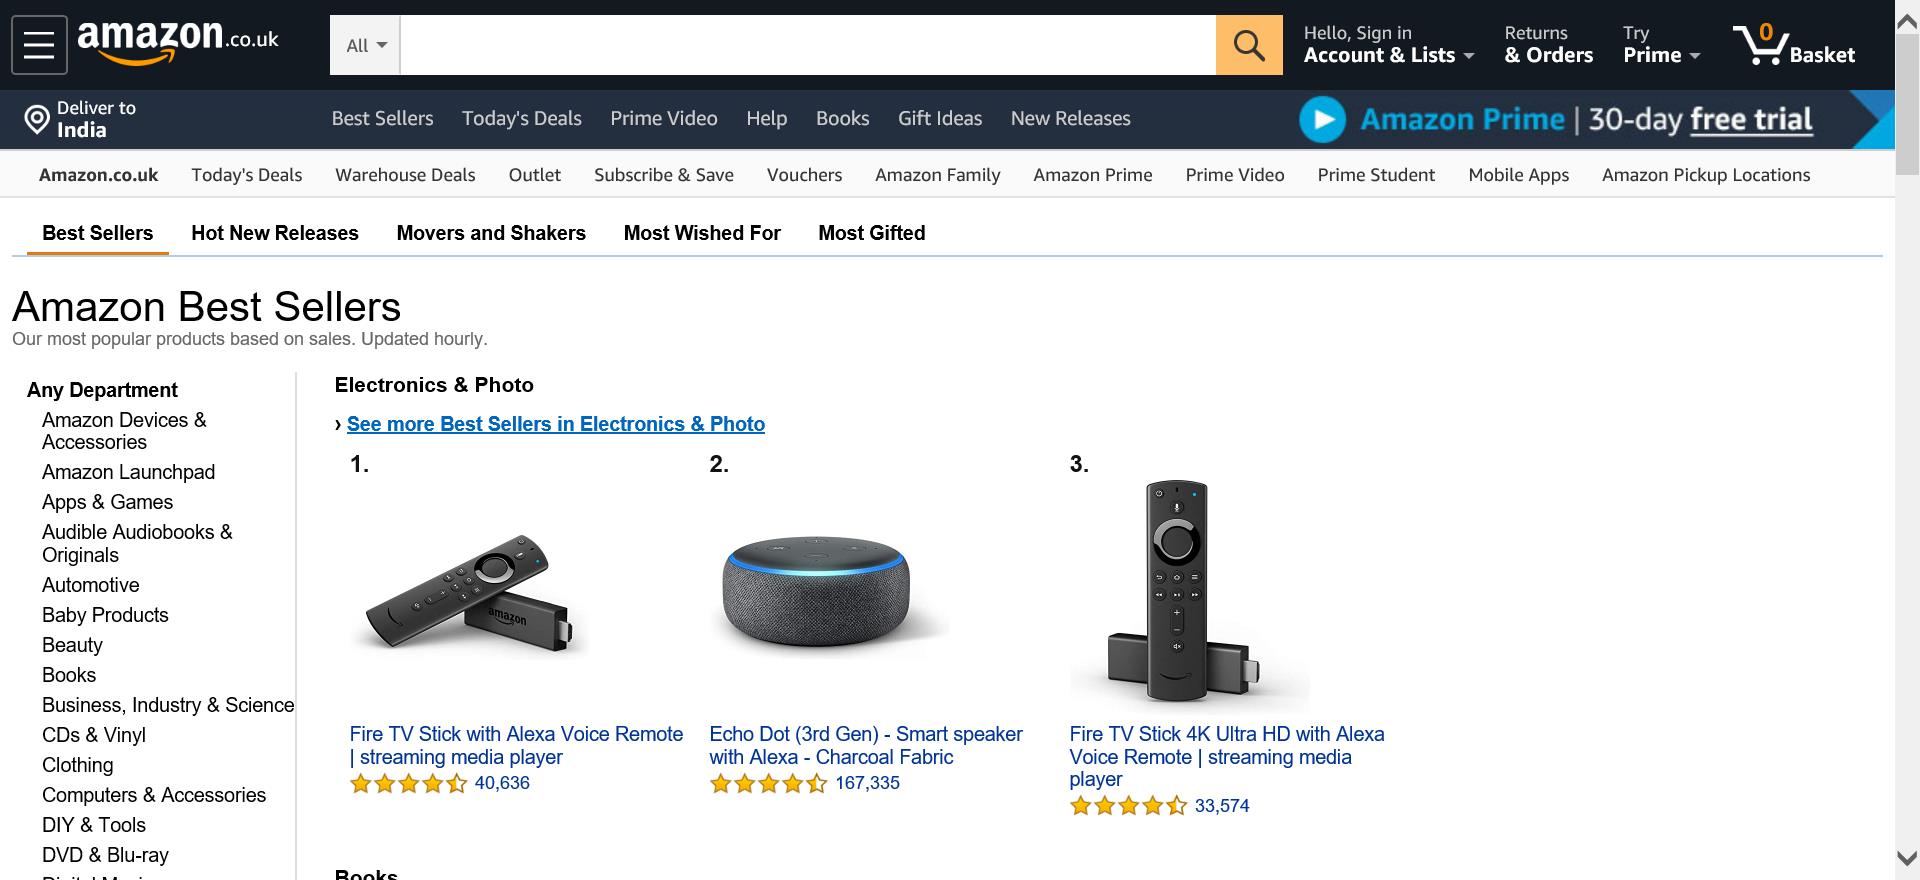 amazon.co.uk
All
Hello, Sign in
Account & Lists
Returns
& Orders
Try
Prime
0
Basket
Deliver to
India
Best Sellers
Today's Deals
Prime Video
Help
Books
Gift Ideas
New Releases
Amazon Prime | 30-day free trial
Amazon.co.uk
Today's Deals
Warehouse Deals
Outlet
Subscribe & Save
Vouchers
Amazon Family
Amazon Prime
Prime Video
Prime Student
Mobile Apps
Amazon Pickup Locations
Best Sellers
Hot New Releases
Movers and Shakers
Most Wished For
Most Gifted
Amazon Best Sellers
Our most popular products based on sales. Updated hourly.
Any Department
Amazon Devices &
Accessories
Amazon Launchpad
Apps & Games
Audible Audiobooks &
Originals
Automotive
Baby Products
Beauty
Books
Business, Industry & Science
CDs & Vinyl
Clothing
Computers & Accessories
DIY & Tools
DVD & Blu-ray
Electronics & Photo
› See more Best Sellers in Electronics & Photo
1.
amazon
Fire TV Stick with Alexa Voice Remote
| streaming media player
40,636
2.
Echo Dot (3rd Gen) - Smart speaker
with Alexa - Charcoal Fabric
167,335
3.
Fire TV Stick 4K Ultra HD with Alexa
Voice Remote | streaming media
player
33,574
Books